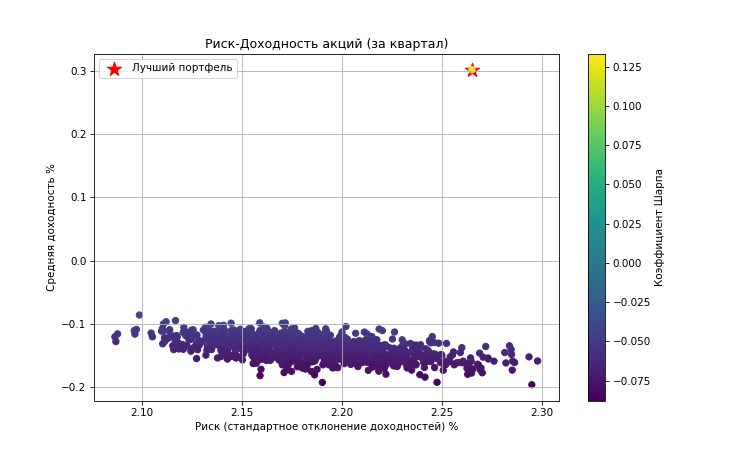 Риск-Доходность акций (за квартал)
Лучший портфель
0.3
0.2
0.1
0.0
−0.1
−0.2
Средняя доходность %
2.10 2.15 2.20 2.25 2.30
Риск (стандартное отклонение доходностей) %
0.125
0.100
0.075
0.050
0.025
0.000
−0.025
−0.050
−0.075
Коэффициент Шарпа